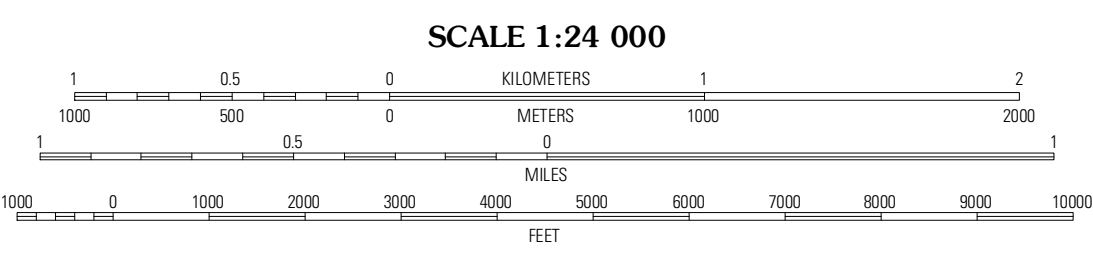 SCALE 1:24 000
1 0.5 0 KILOMETERS 1 2
1000 500 0 METERS 1000 2000
1 0.5 0 1
MILES
1000 0 1000 2000 3000 4000 5000 6000 7000 8000 9000 10000
FEET